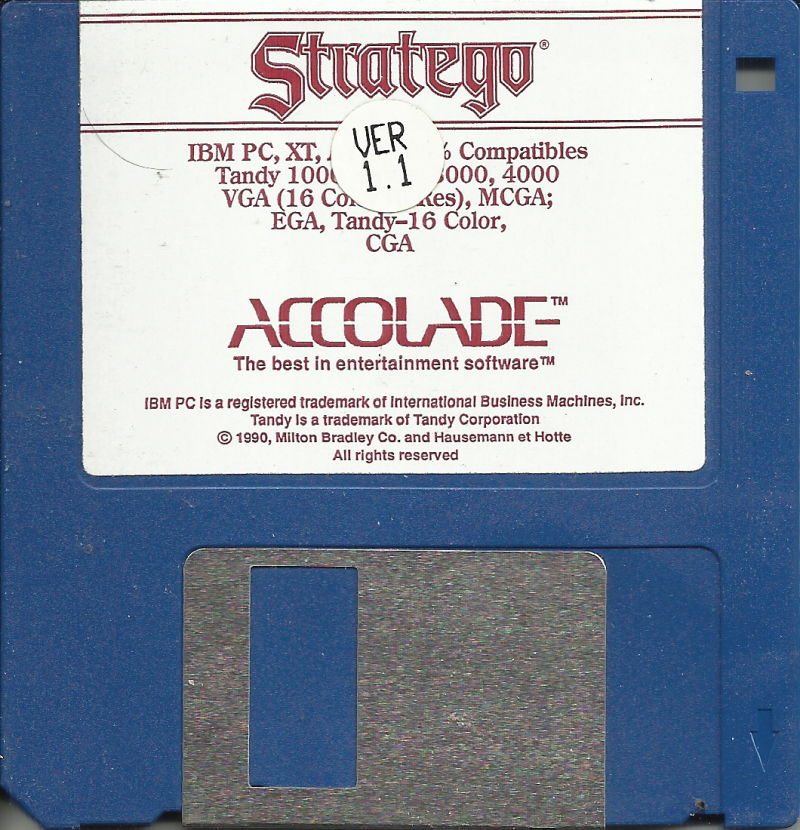 Stratego®
VER
1.1
IBM PC, XT, % Compatibles
Tandy 1000 000, 4000
VGA (16 Co Res), MCGA;
EGA, Tandy–16 Color,
CGA
ACCOLADE™
The best in entertainment software™
IBM PC is a registered trademark of International Business Machines, Inc.
Tandy is a trademark of Tandy Corporation
© 1990, Milton Bradley Co. and Hausemann et Hotte
All rights reserved